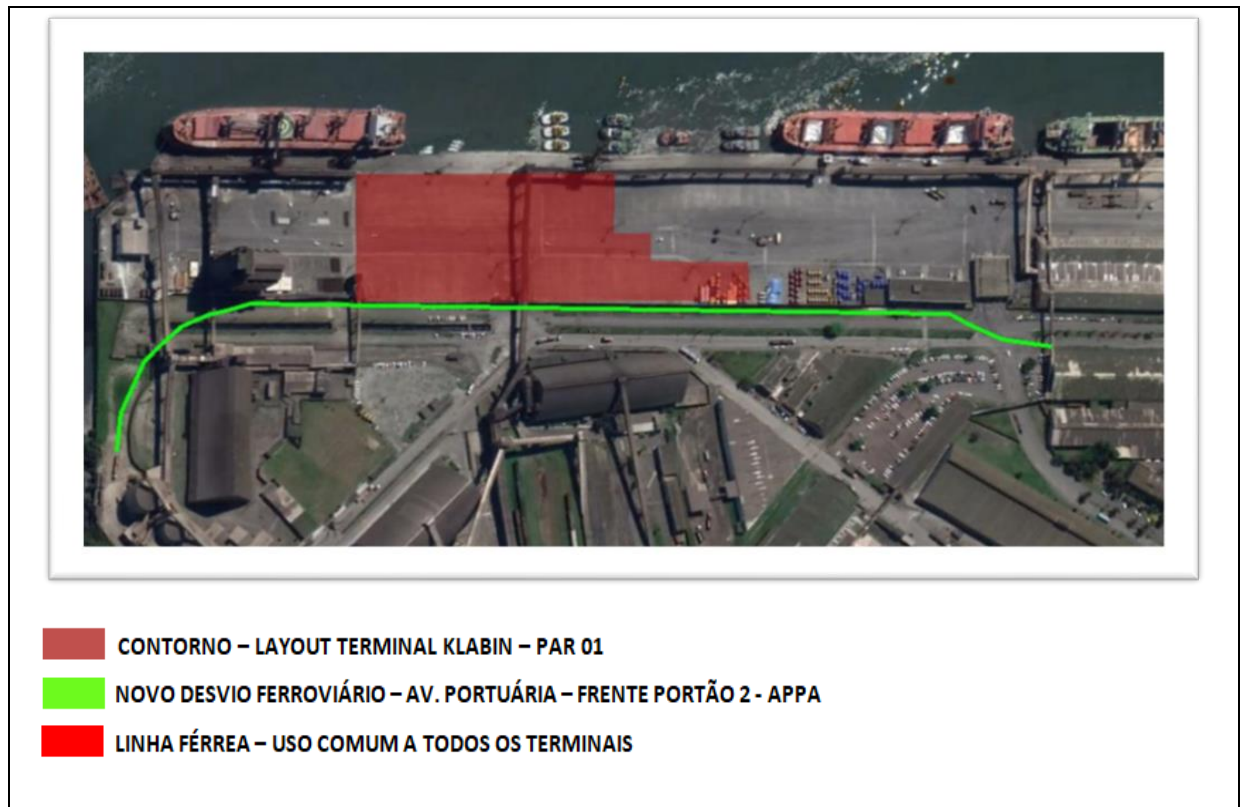 CONTORNO – LAYOUT TERMINAL KLABIN – PAR 01
NOVO DESVIO FERROVIÁRIO – AV. PORTUÁRIA – FRENTE PORTÃO 2 - APPA
LINHA FÉRREA – USO COMUM A TODOS OS TERMINAIS